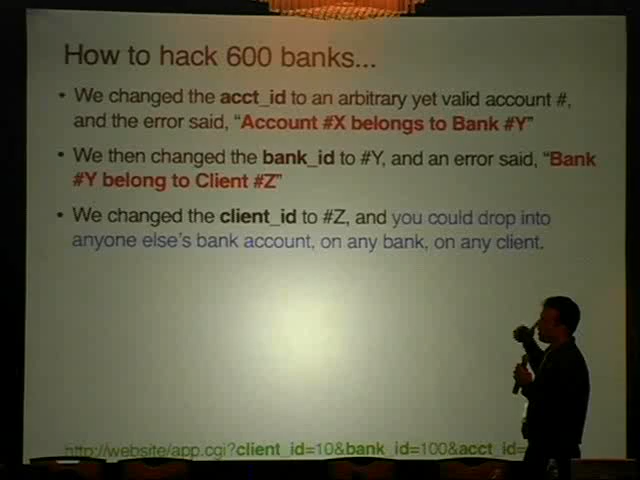 How to hack 600 banks...
• We changed the acct_id to an arbitrary yet valid account #,
and the error said, “Account #X belongs to Bank #Y”
• We then changed the bank_id to #Y, and an error said, “Bank
#Y belong to Client #Z”
• We changed the client_id to #Z, and you could drop into
anyone else’s bank account, on any bank, on any client.
http://website/app.cgi?client_id=10&bank_id=100&acct_id=